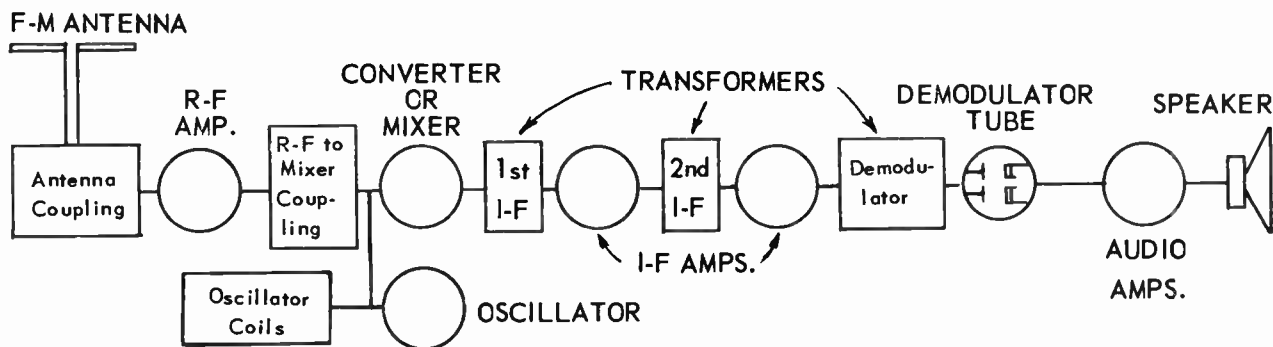 F-M ANTENNA
Antenna
Coupling
R-F
AMP.
R-F to
Mixer
Coup-
ling
CONVERTER
OR
MIXER
Oscillator
Coils
OSCILLATOR
TRANSFORMERS
1st
I-F
2nd
I-F
I-F AMPS.
Demodu-
lator
DEMODULATOR
TUBE
AUDIO
AMPS.
SPEAKER